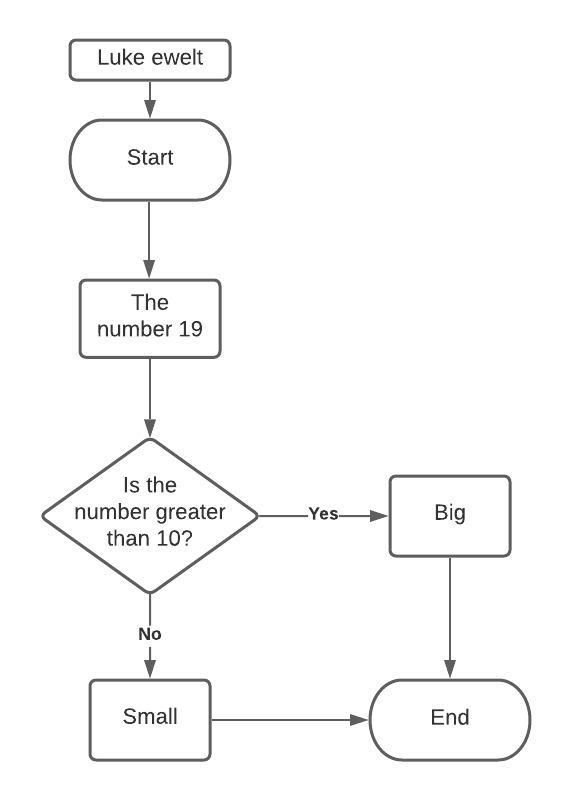 Luke ewelt
Start
The
number 19
Is the
number greater
than 10?
Yes
Big
No
Small
End